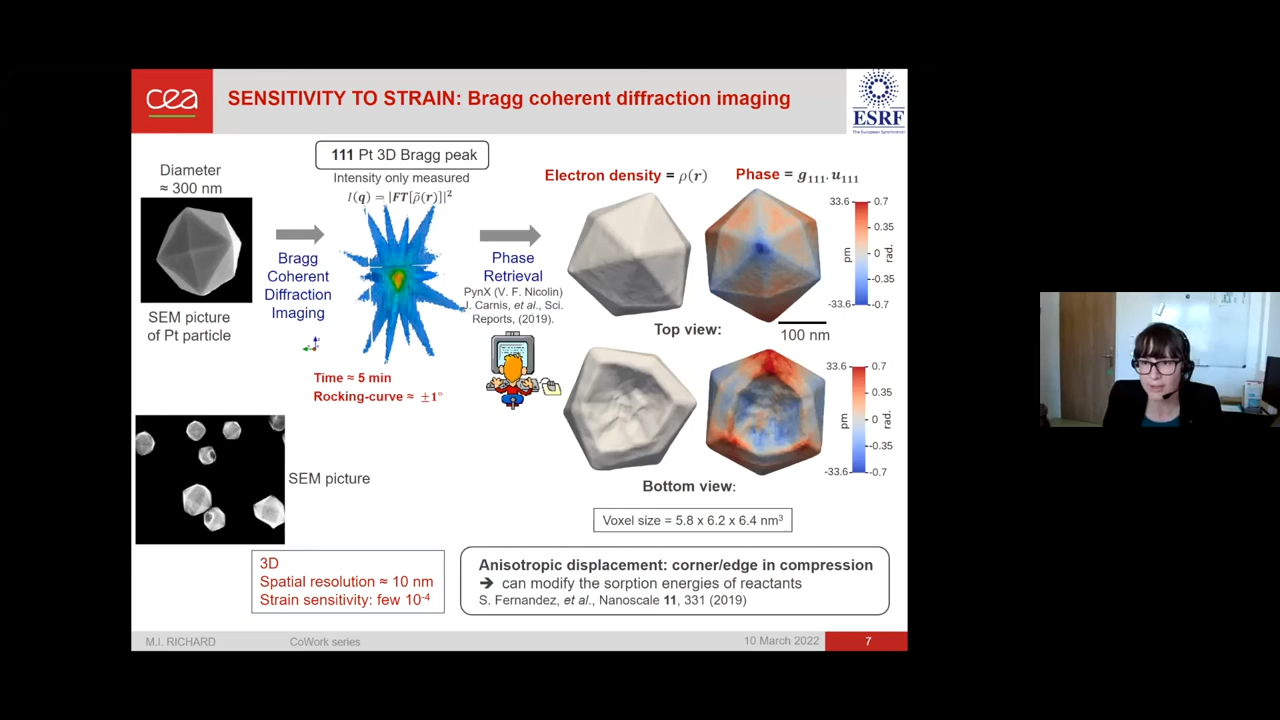 cea
SENSITIVITY TO STRAIN: Bragg coherent diffraction imaging
ESRF
The European Synchrotron
Diameter
≈ 300 nm
SEM picture
of Pt particle
Bragg
Coherent
Diffraction
Imaging
111 Pt 3D Bragg peak
Intensity only measured
I(q) = |FT[ρ̃(r)]|²
Time ≈ 5 min
Rocking-curve ≈ ±1°
Phase
Retrieval
PynX (V. F. Nicolin)
J. Carnis, et al., Sci.
Reports, (2019).
Electron density = ρ(r)
Phase = g₁₁₁.u₁₁₁
33.6
0.7
0.35
pm
0
rad.
-0.35
-33.6
-0.7
Top view:
100 nm
33.6
0.7
0.35
pm
0
rad.
-0.35
-33.6
-0.7
Bottom view:
Voxel size = 5.8 x 6.2 x 6.4 nm³
SEM picture
3D
Spatial resolution ≈ 10 nm
Strain sensitivity: few 10⁻⁴
Anisotropic displacement: corner/edge in compression
➔ can modify the sorption energies of reactants
S. Fernandez, et al., Nanoscale 11, 331 (2019)
M.I. RICHARD
CoWork series
10 March 2022
7